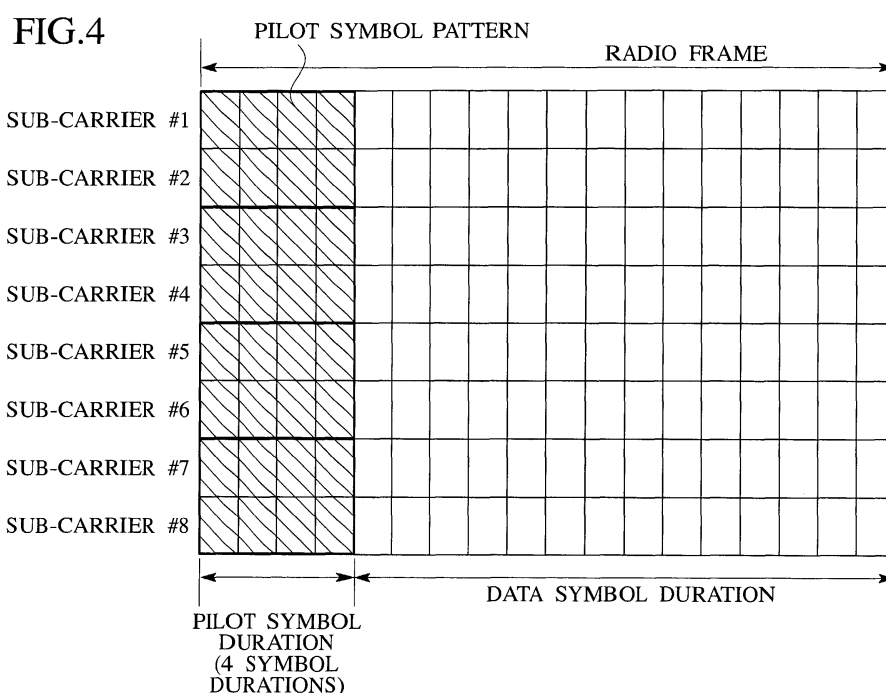 FIG.4
PILOT SYMBOL PATTERN
RADIO FRAME
SUB-CARRIER #1
SUB-CARRIER #2
SUB-CARRIER #3
SUB-CARRIER #4
SUB-CARRIER #5
SUB-CARRIER #6
SUB-CARRIER #7
SUB-CARRIER #8
DATA SYMBOL DURATION
PILOT SYMBOL
DURATION
(4 SYMBOL
DURATIONS)